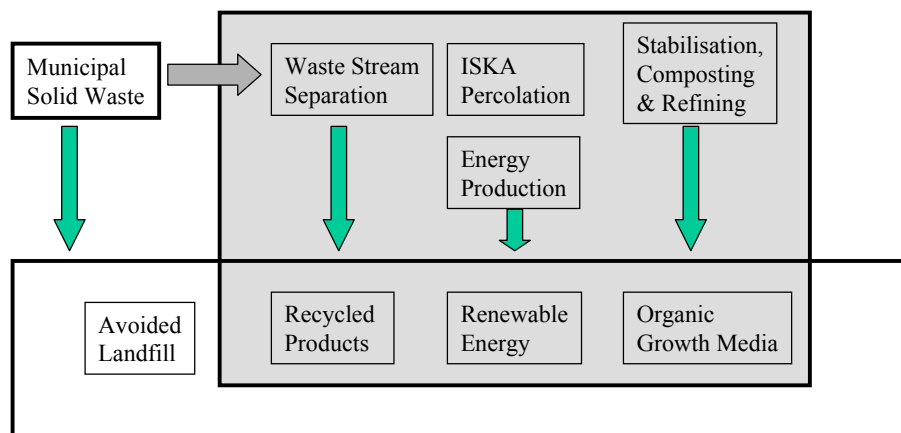 Municipal
Solid Waste
Waste Stream
Separation
ISKA
Percolation
Stabilisation,
Composting
& Refining
Energy
Production
Avoided
Landfill
Recycled
Products
Renewable
Energy
Organic
Growth Media